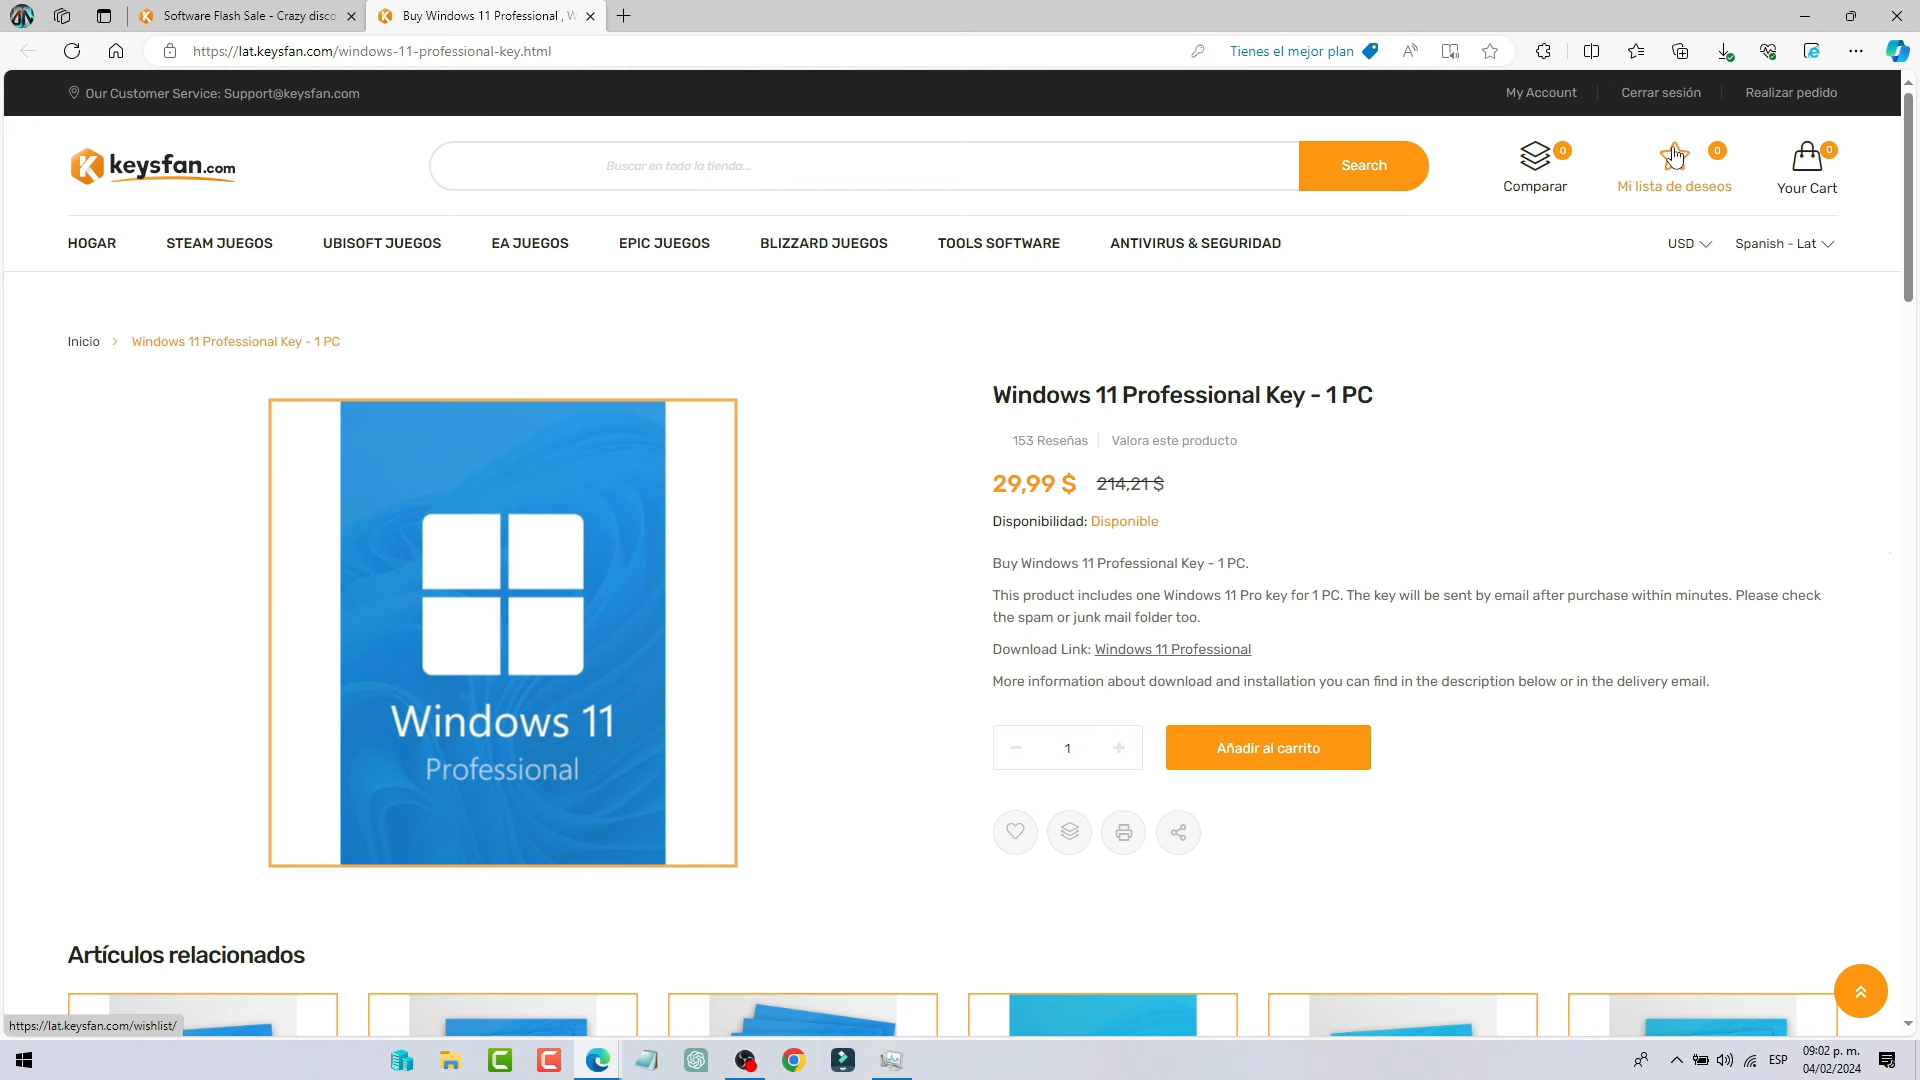 Software Flash Sale - Crazy disco
Buy Windows 11 Professional , W
https://lat.keysfan.com/windows-11-professional-key.html
Tienes el mejor plan
Our Customer Service: Support@keysfan.com
My Account
Cerrar sesión
Realizar pedido
keysfan.com
Buscar en toda la tienda...
Search
0
0
0
Comparar
Mi lista de deseos
Your Cart
HOGAR
STEAM JUEGOS
UBISOFT JUEGOS
EA JUEGOS
EPIC JUEGOS
BLIZZARD JUEGOS
TOOLS SOFTWARE
ANTIVIRUS & SEGURIDAD
USD
Spanish - Lat
Inicio
Windows 11 Professional Key - 1 PC
Windows 11
Professional
Windows 11 Professional Key - 1 PC
153 Reseñas
Valora este producto
29,99 $
214,21 $
Disponibilidad: Disponible
Buy Windows 11 Professional Key - 1 PC.
This product includes one Windows 11 Pro key for 1 PC. The key will be sent by email after purchase within minutes. Please check
the spam or junk mail folder too.
Download Link: Windows 11 Professional
More information about download and installation you can find in the description below or in the delivery email.
1
Añadir al carrito
Artículos relacionados
https://lat.keysfan.com/wishlist/
ESP
09:02 p. m.
04/02/2024